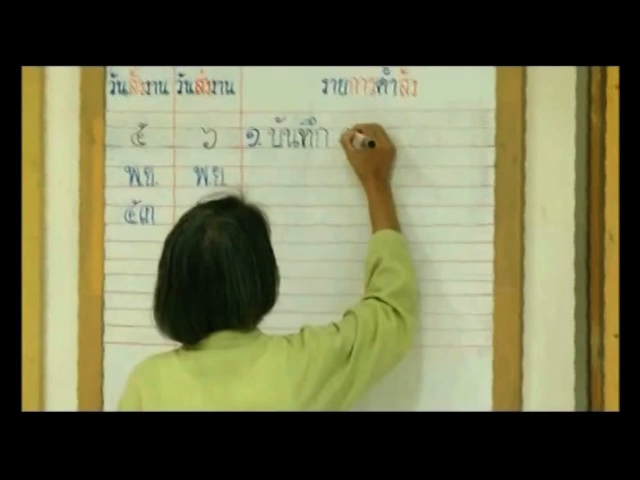 วันสั่งงาน วันส่งงาน รายการคำสั่ง
๕ ๖ ๑. บันทึก
พ.ย. พ.ย.
๕๓